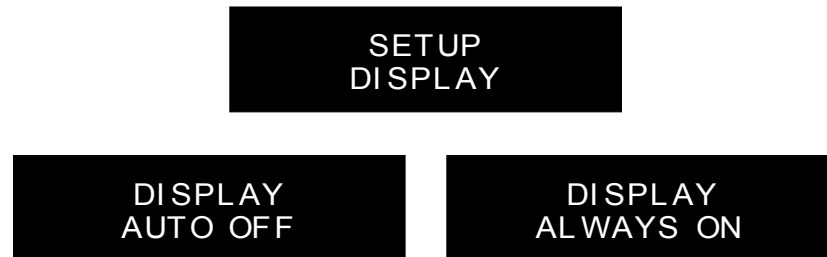 SETUP
DISPLAY
DISPLAY
AUTO OFF
DISPLAY
ALWAYS ON